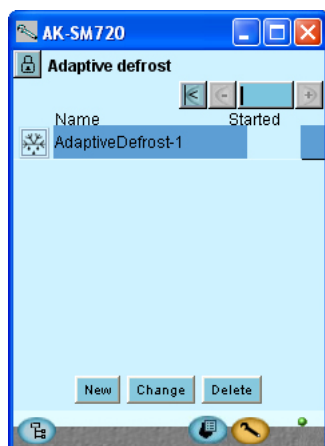 AK-SM720
Adaptive defrost
Name Started
AdaptiveDefrost-1
New Change Delete